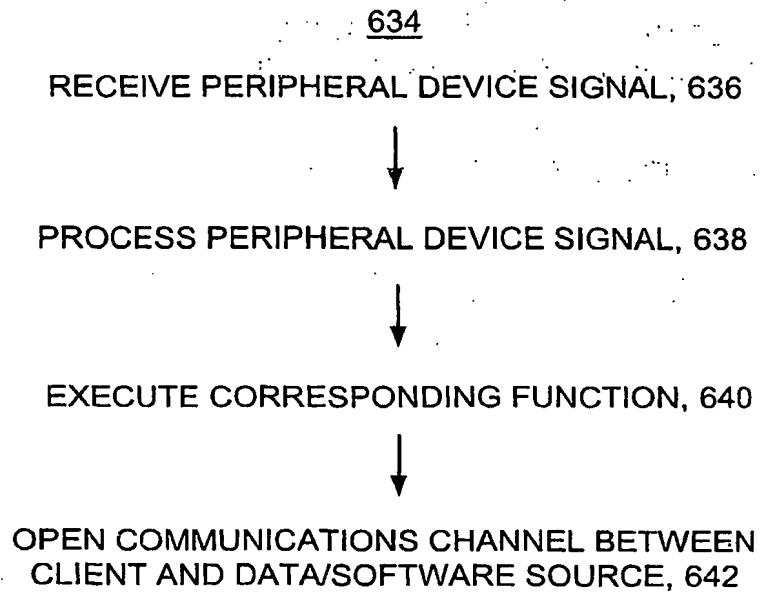 634
RECEIVE PERIPHERAL DEVICE SIGNAL, 636
PROCESS PERIPHERAL DEVICE SIGNAL, 638
EXECUTE CORRESPONDING FUNCTION, 640
OPEN COMMUNICATIONS CHANNEL BETWEEN
CLIENT AND DATA/SOFTWARE SOURCE, 642